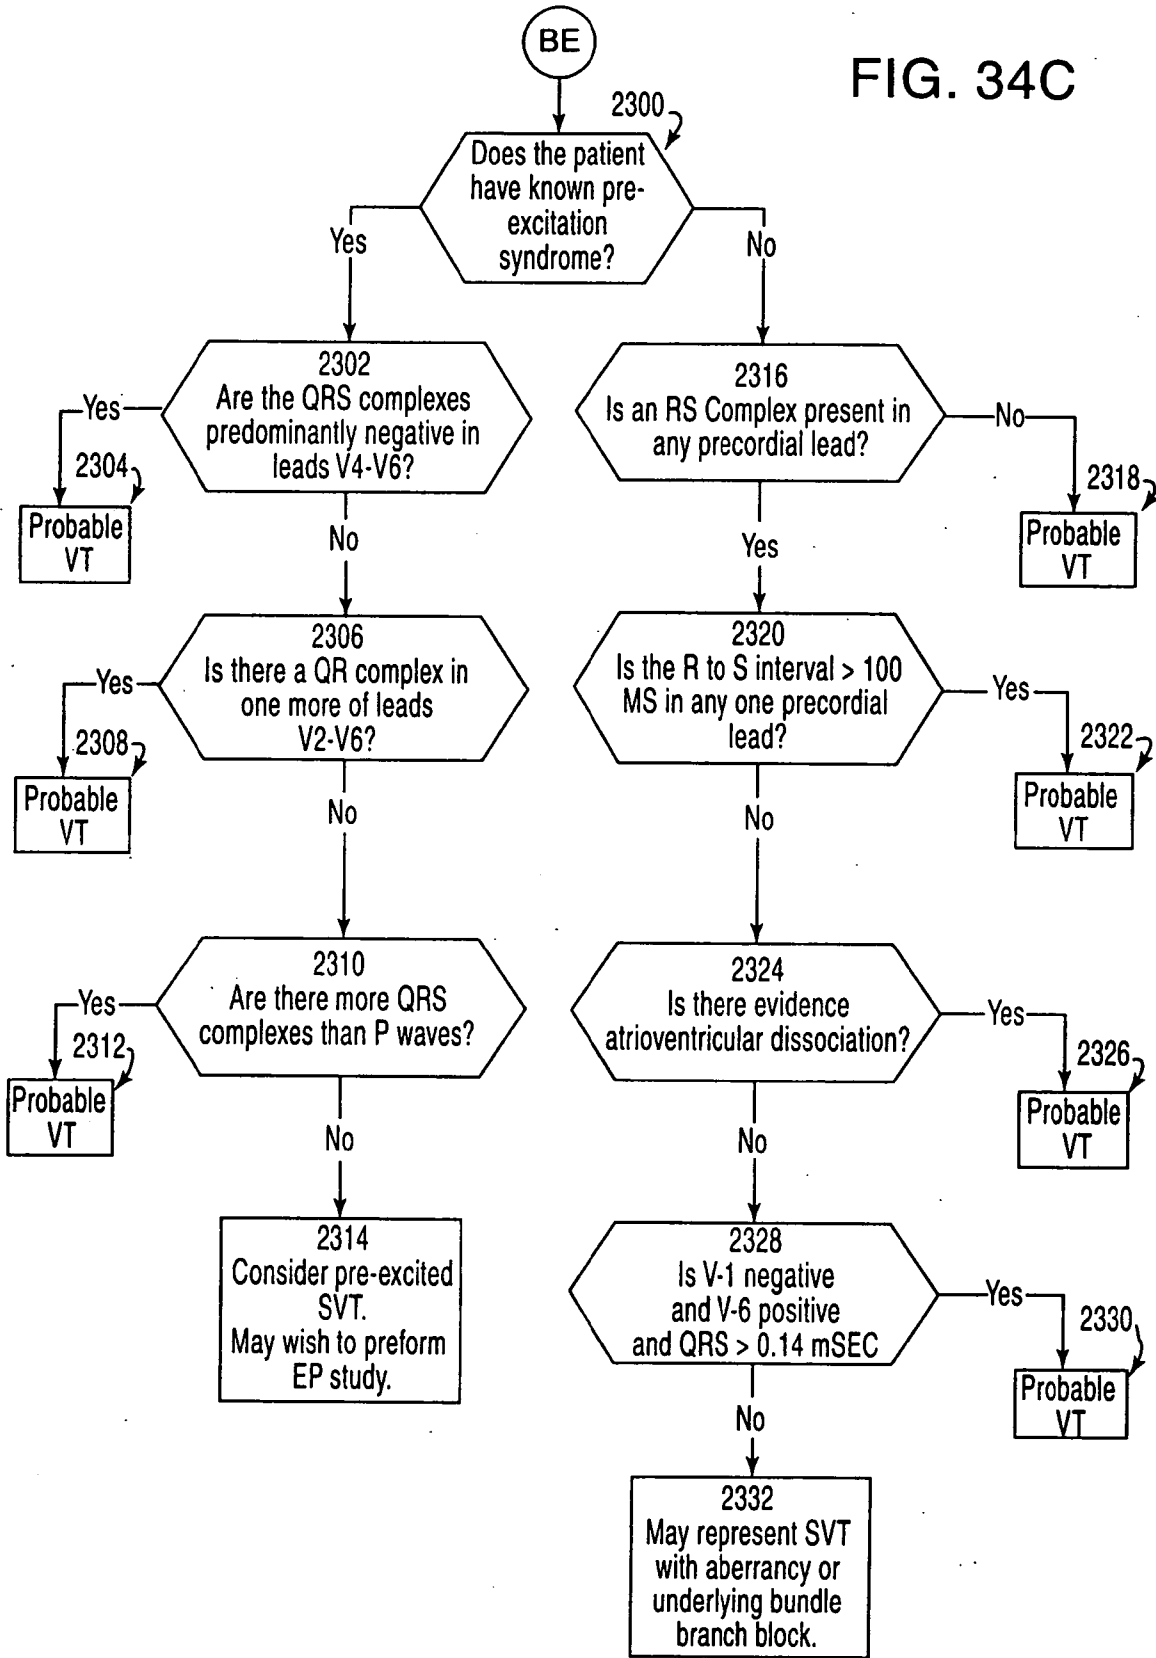 BE
FIG. 34C
2300
Does the patient
have known pre-
excitation
syndrome?
Yes
No
2302
Are the QRS complexes
predominantly negative in
leads V4-V6?
2316
Is an RS Complex present in
any precordial lead?
Yes
No
2304
Probable
VT
No
Yes
2318
Probable
VT
2306
Is there a QR complex in
one more of leads
V2-V6?
2320
Is the R to S interval > 100
MS in any one precordial
lead?
Yes
Yes
2308
Probable
VT
No
No
2322
Probable
VT
2310
Are there more QRS
complexes than P waves?
2324
Is there evidence
atrioventricular dissociation?
Yes
Yes
2312
Probable
VT
No
No
2326
Probable
VT
2314
Consider pre-excited
SVT.
May wish to preform
EP study.
2328
Is V-1 negative
and V-6 positive
and QRS > 0.14 mSEC
Yes
2330
Probable
VT
No
2332
May represent SVT
with aberrancy or
underlying bundle
branch block.